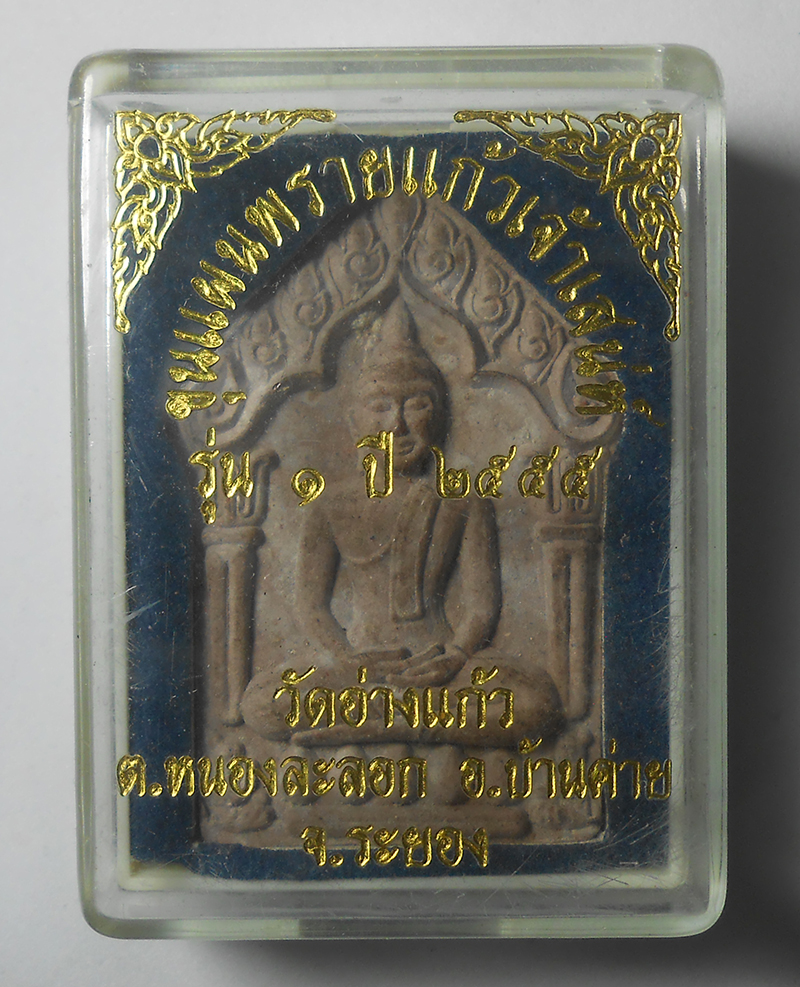 ขุนแผนพรายแก้วเจ้าเสน่ห์
รุ่น ๑ ปี ๒๕๕๕
วัดอ่างแก้ว
ต.หนองละลอก อ.บ้านค่าย
จ.ระยอง